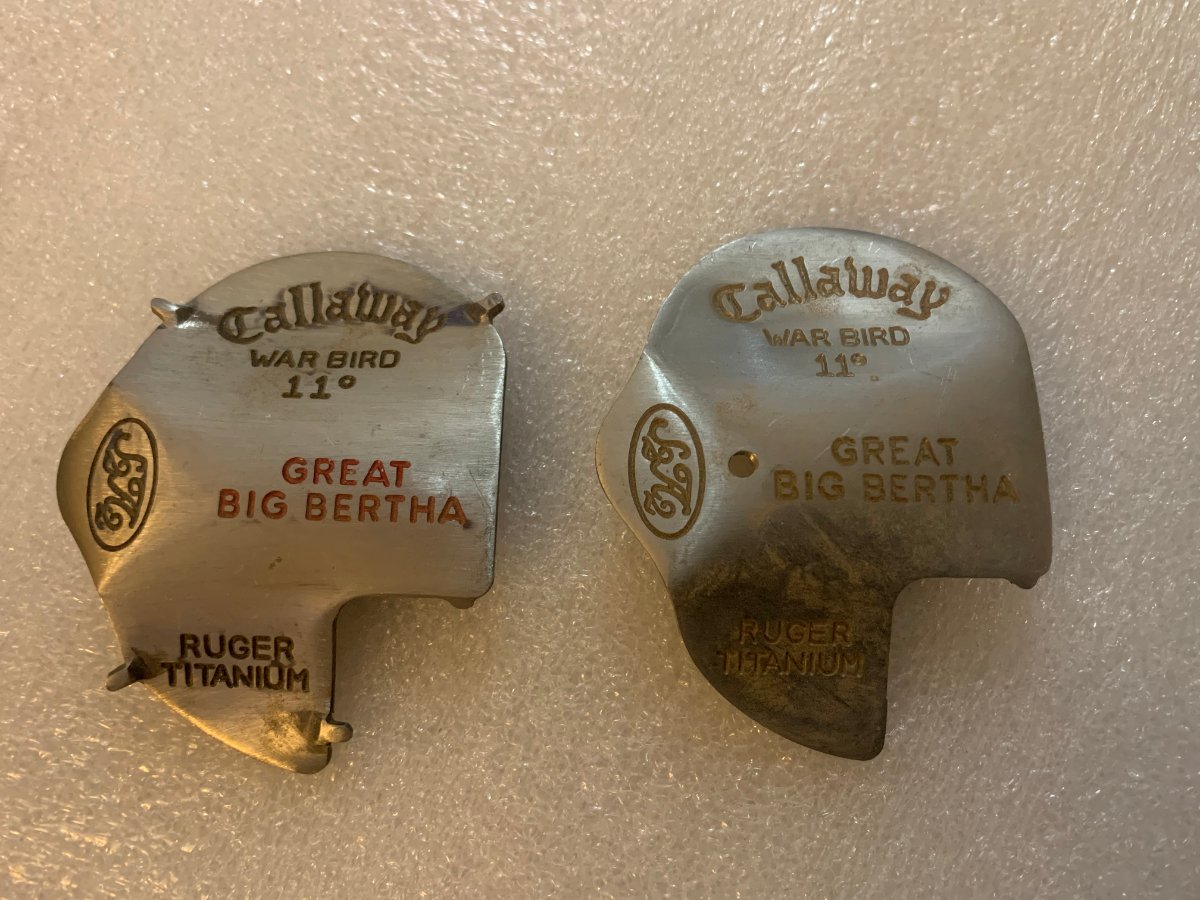 Callaway
WAR BIRD
11°
GREAT
BIG BERTHA
RUGER
TITANIUM
Callaway
WAR BIRD
11°
GREAT
BIG BERTHA
RUGER
TITANIUM